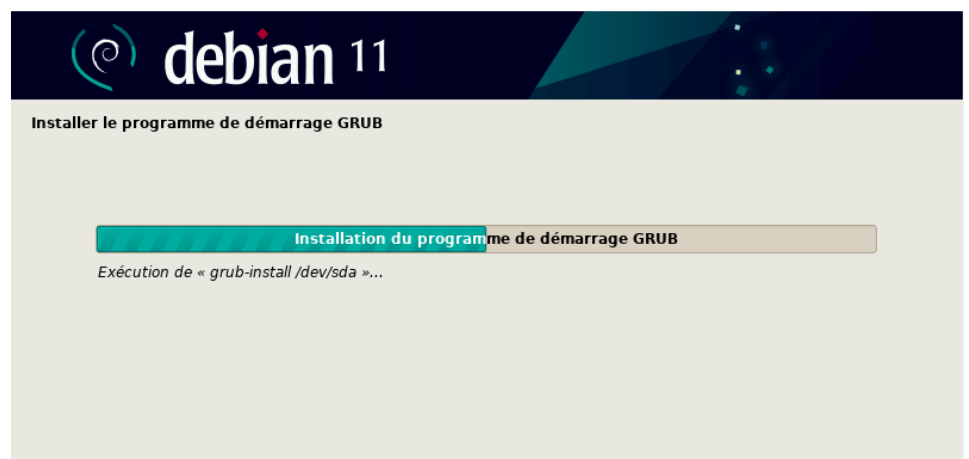 debian 11
Installer le programme de démarrage GRUB
Installation du programme de démarrage GRUB
Exécution de « grub-install /dev/sda »...